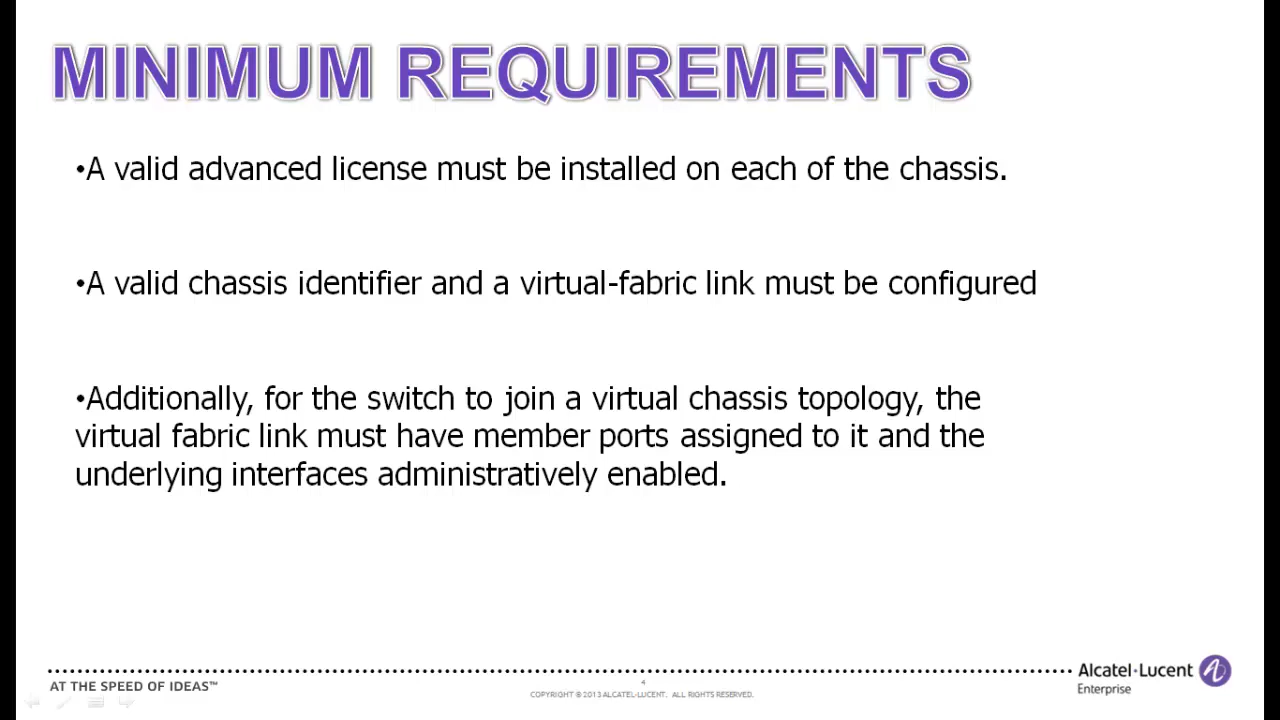 MINIMUM REQUIREMENTS
•A valid advanced license must be installed on each of the chassis.
•A valid chassis identifier and a virtual-fabric link must be configured
•Additionally, for the switch to join a virtual chassis topology, the
virtual fabric link must have member ports assigned to it and the
underlying interfaces administratively enabled.
AT THE SPEED OF IDEAS™
4
COPYRIGHT © 2013 ALCATEL-LUCENT. ALL RIGHTS RESERVED.
Alcatel·Lucent
Enterprise